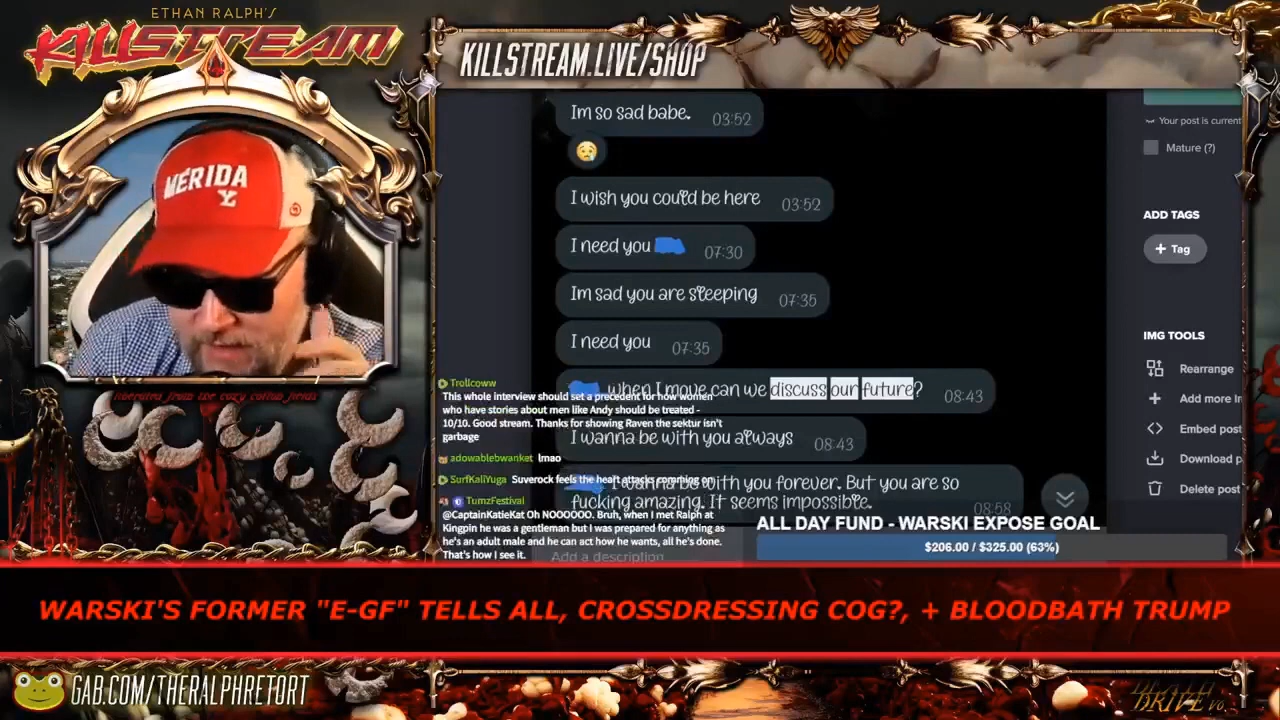 ETHAN RALPH'S
KILLSTREAM
KILLSTREAM.LIVE/SHOP
MERIDA
Im so sad babe. 03:52
I wish you could be here 03:52
I need you 07:30
Im sad you are sleeping 07:35
I need you 07:35
when I move can we discuss our future? 08:43
I wanna be with you always 08:43
I wanna be with you forever. But you are so
fucking amazing. It seems impossible. 08:58
Add a description
Your post is current
Mature (?)
ADD TAGS
+ Tag
IMG TOOLS
Rearrange
Add more in
Embed post
Download p
Delete post
Trollcoww
This whole interview should set a precedent for how women
who have stories about men like Andy should be treated -
10/10. Good stream. Thanks for showing Raven the sektur isn't
garbage
adowablebwanket lmao
SurfKaliYuga Suverock feels the heart attacks comming on
TumzFestival
@CaptainKatieKat Oh NOOOOOO. Bruh, when I met Ralph at
Kingpin he was a gentleman but I was prepared for anything as
he's an adult male and he can act how he wants, all he's done.
That's how I see it.
ALL DAY FUND - WARSKI EXPOSE GOAL
$206.00 / $325.00 (63%)
WARSKI'S FORMER "E-GF" TELLS ALL, CROSSDRESSING COG?, + BLOODBATH TRUMP
GAB.COM/THERALPHRETORT